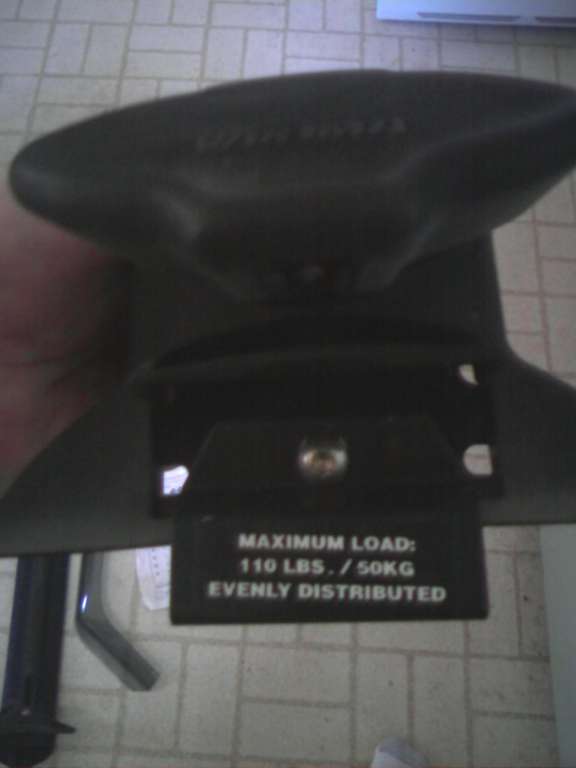 MAXIMUM LOAD:
110 LBS. / 50KG
EVENLY DISTRIBUTED